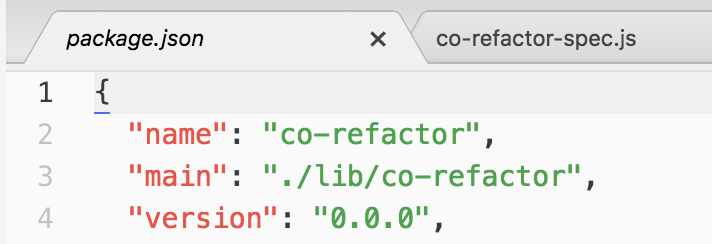 package.json × co-refactor-spec.js
1 {
2 "name": "co-refactor",
3 "main": "./lib/co-refactor",
4 "version": "0.0.0",